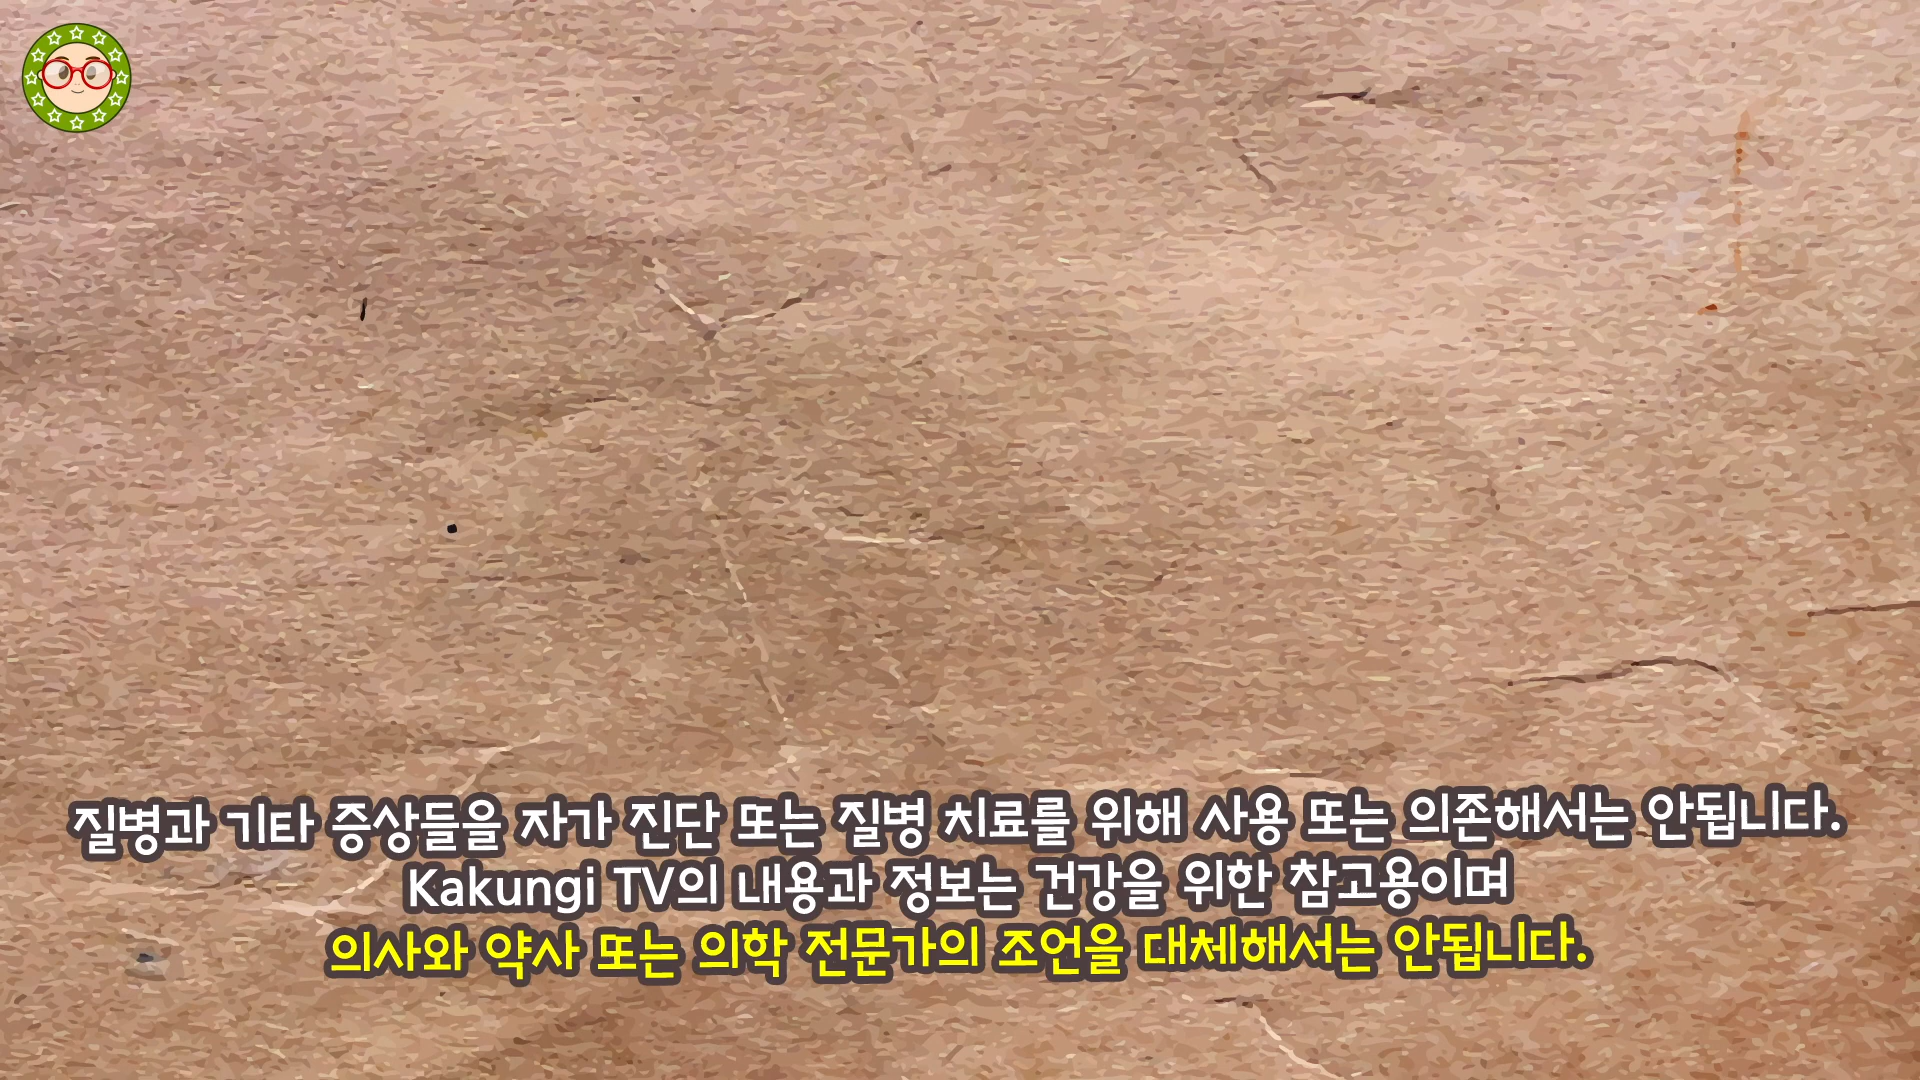 질병과 기타 증상들을 자가 진단 또는 질병 치료를 위해 사용 또는 의존해서는 안됩니다.
Kakungi TV의 내용과 정보는 건강을 위한 참고용이며
의사와 약사 또는 의학 전문가의 조언을 대체해서는 안됩니다.